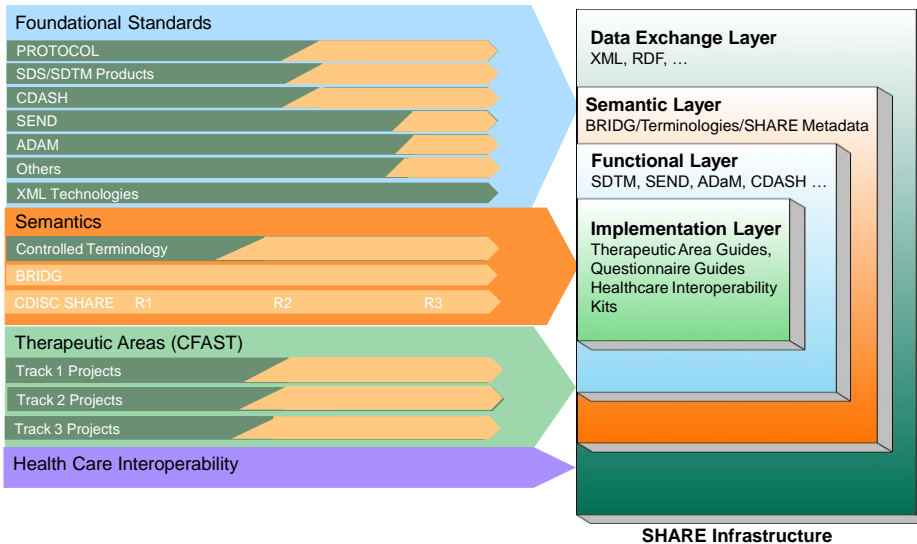 Foundational Standards
PROTOCOL
SDS/SDTM Products
CDASH
SEND
ADAM
Others
XML Technologies
Semantics
Controlled Terminology
BRIDG
CDISC SHARE R1 R2 R3
Therapeutic Areas (CFAST)
Track 1 Projects
Track 2 Projects
Track 3 Projects
Health Care Interoperability
Data Exchange Layer
XML, RDF, …
Semantic Layer
BRIDG/Terminologies/SHARE Metadata
Functional Layer
SDTM, SEND, ADaM, CDASH …
Implementation Layer
Therapeutic Area Guides,
Questionnaire Guides
Healthcare Interoperability
Kits
SHARE Infrastructure